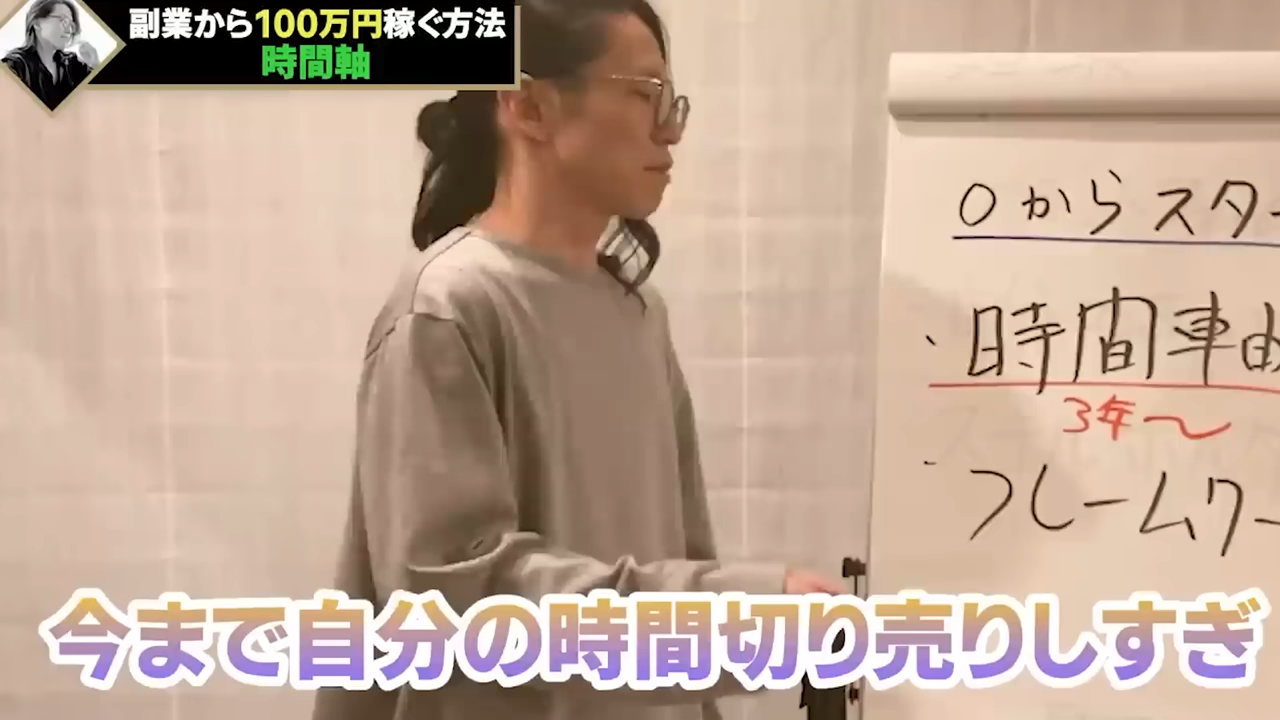 副業から100万円稼ぐ方法
時間軸
0からスター
・時間軸
3年〜
・フレームワー
今まで自分の時間切り売りしすぎ